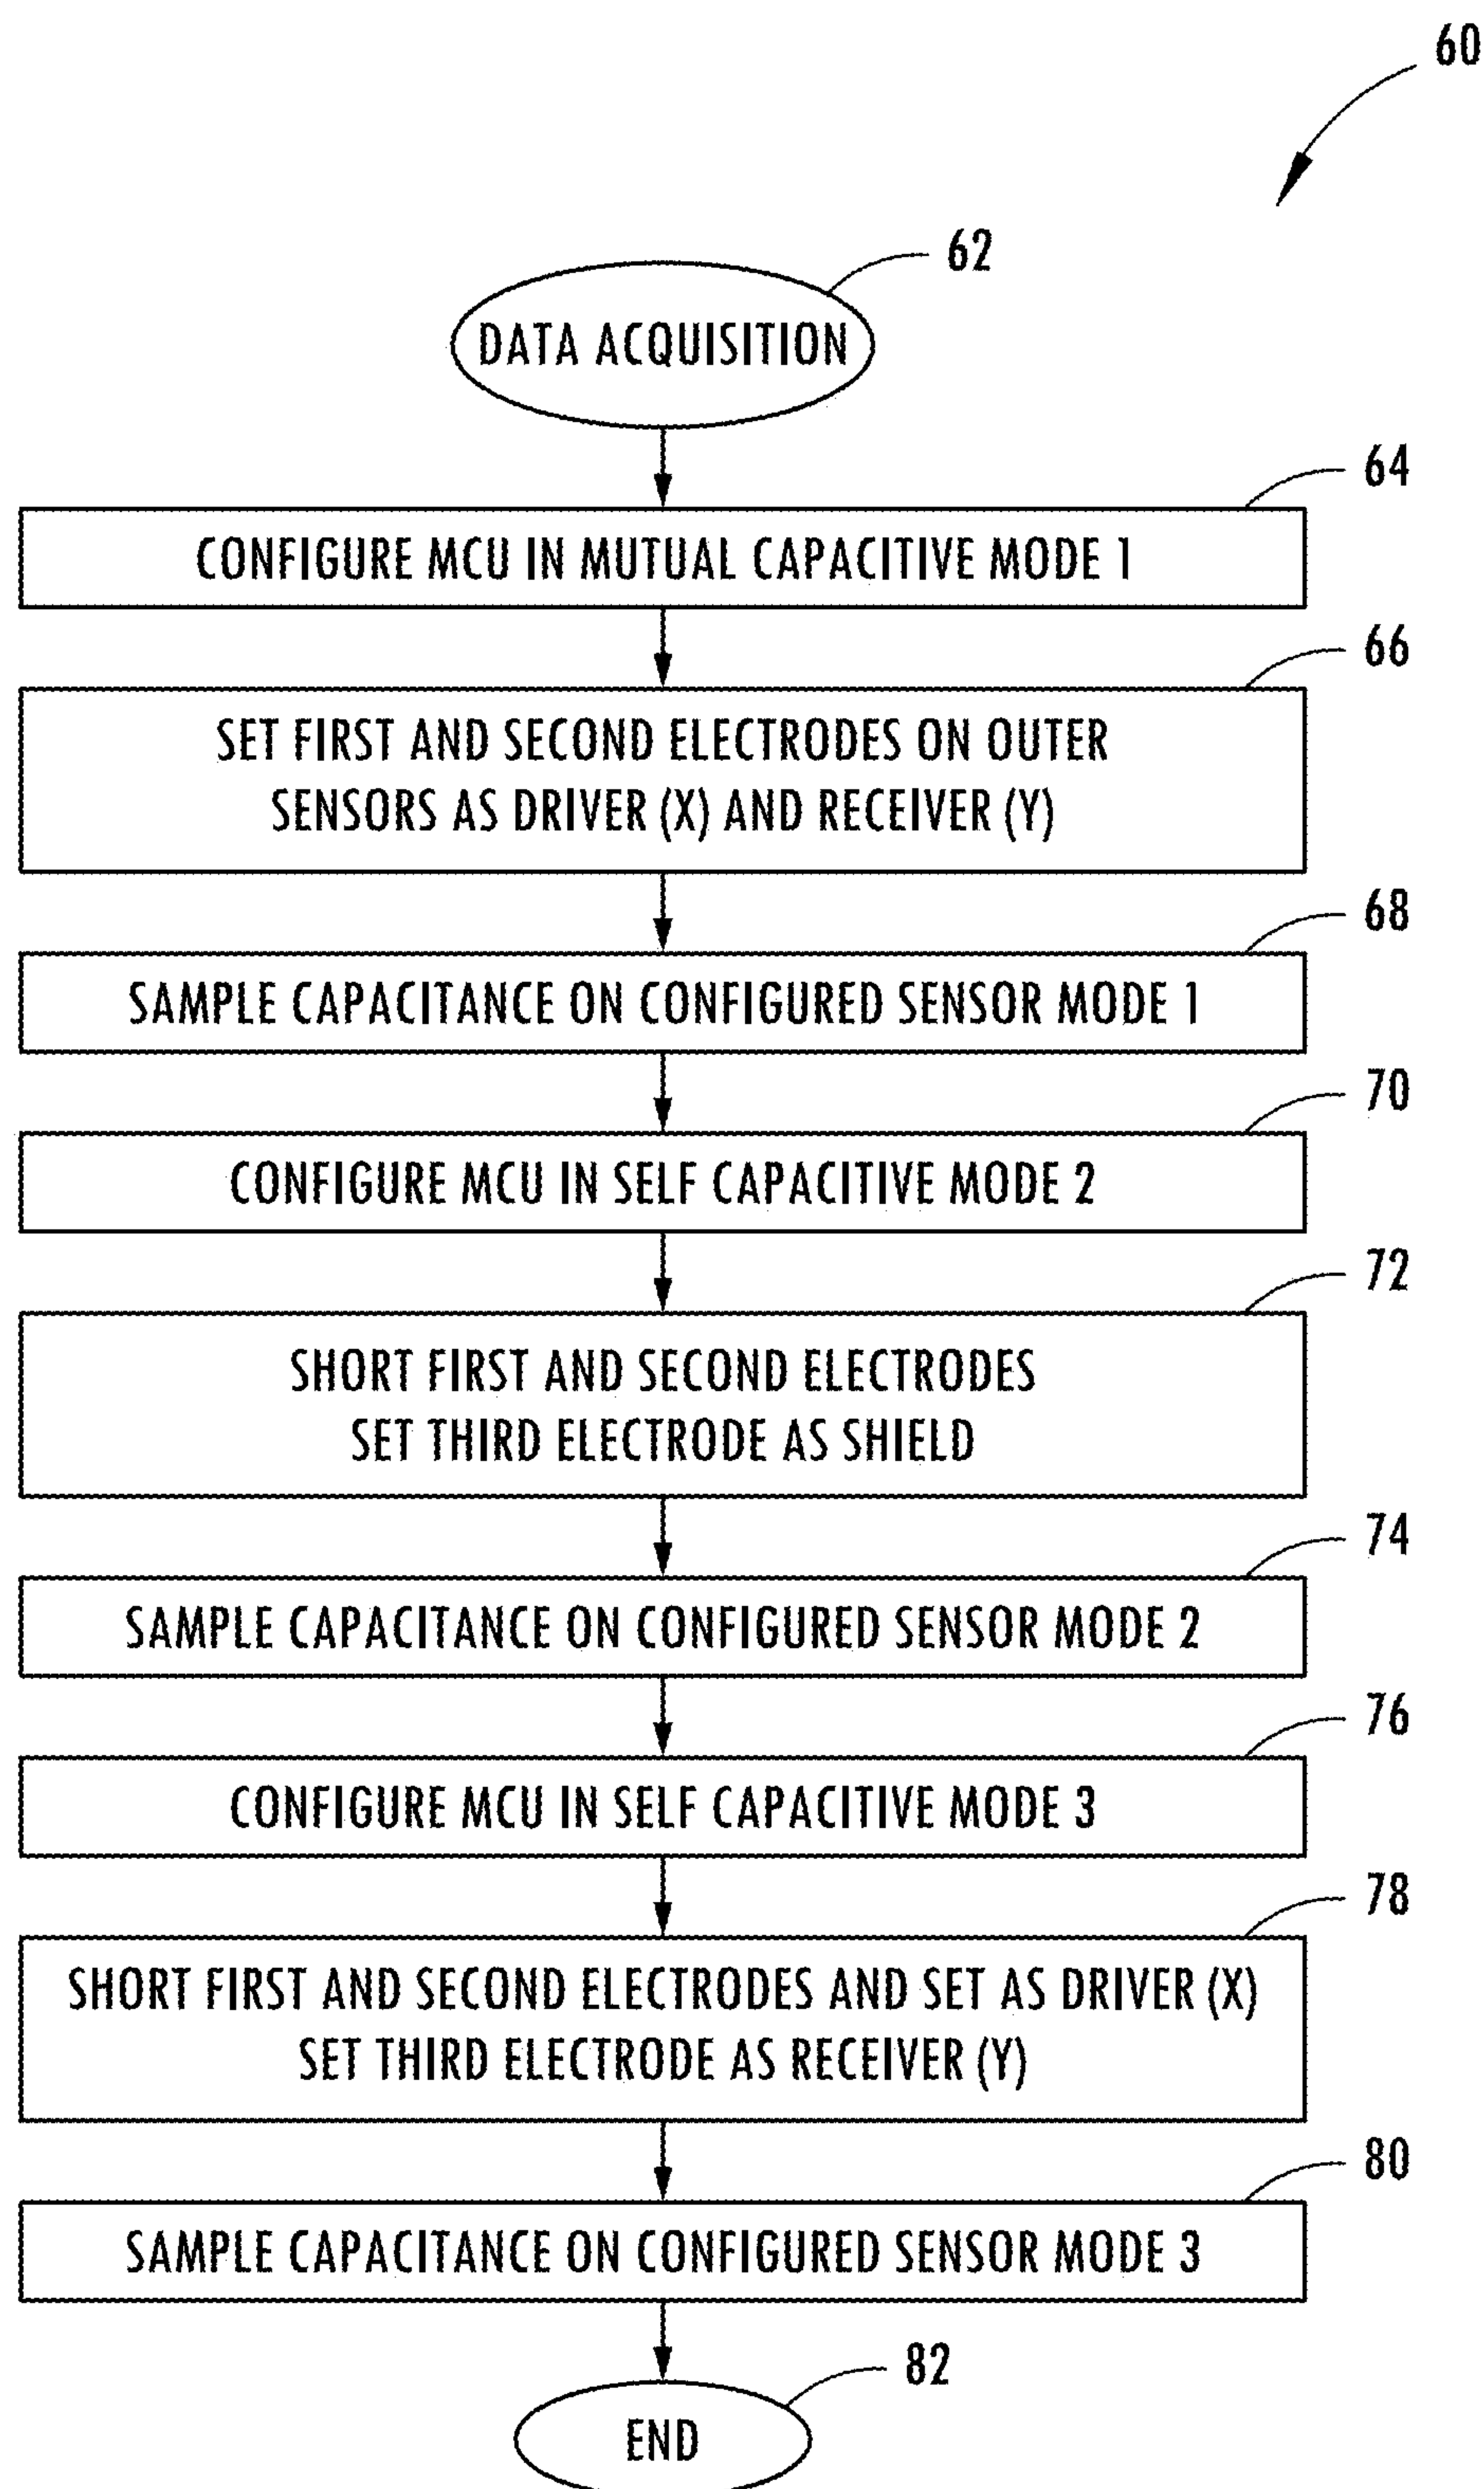 60
62
DATA ACQUISITION
64
CONFIGURE MCU IN MUTUAL CAPACITIVE MODE 1
66
SET FIRST AND SECOND ELECTRODES ON OUTER
SENSORS AS DRIVER (X) AND RECEIVER (Y)
68
SAMPLE CAPACITANCE ON CONFIGURED SENSOR MODE 1
70
CONFIGURE MCU IN SELF CAPACITIVE MODE 2
72
SHORT FIRST AND SECOND ELECTRODES
SET THIRD ELECTRODE AS SHIELD
74
SAMPLE CAPACITANCE ON CONFIGURED SENSOR MODE 2
76
CONFIGURE MCU IN SELF CAPACITIVE MODE 3
78
SHORT FIRST AND SECOND ELECTRODES AND SET AS DRIVER (X)
SET THIRD ELECTRODE AS RECEIVER (Y)
80
SAMPLE CAPACITANCE ON CONFIGURED SENSOR MODE 3
82
END